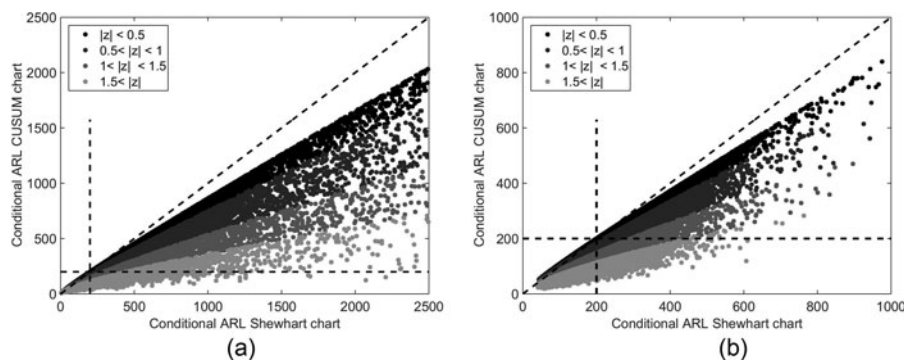 2500
2000
1500
1000
500
0
Conditional ARL CUSUM chart
|z| < 0.5
0.5< |z| < 1
1< |z| < 1.5
1.5< |z|
0 500 1000 1500 2000 2500
Conditional ARL Shewhart chart
(a)
1000
800
600
400
200
0
Conditional ARL CUSUM chart
|z| < 0.5
0.5< |z| < 1
1< |z| < 1.5
1.5< |z|
0 200 400 600 800 1000
Conditional ARL Shewhart chart
(b)